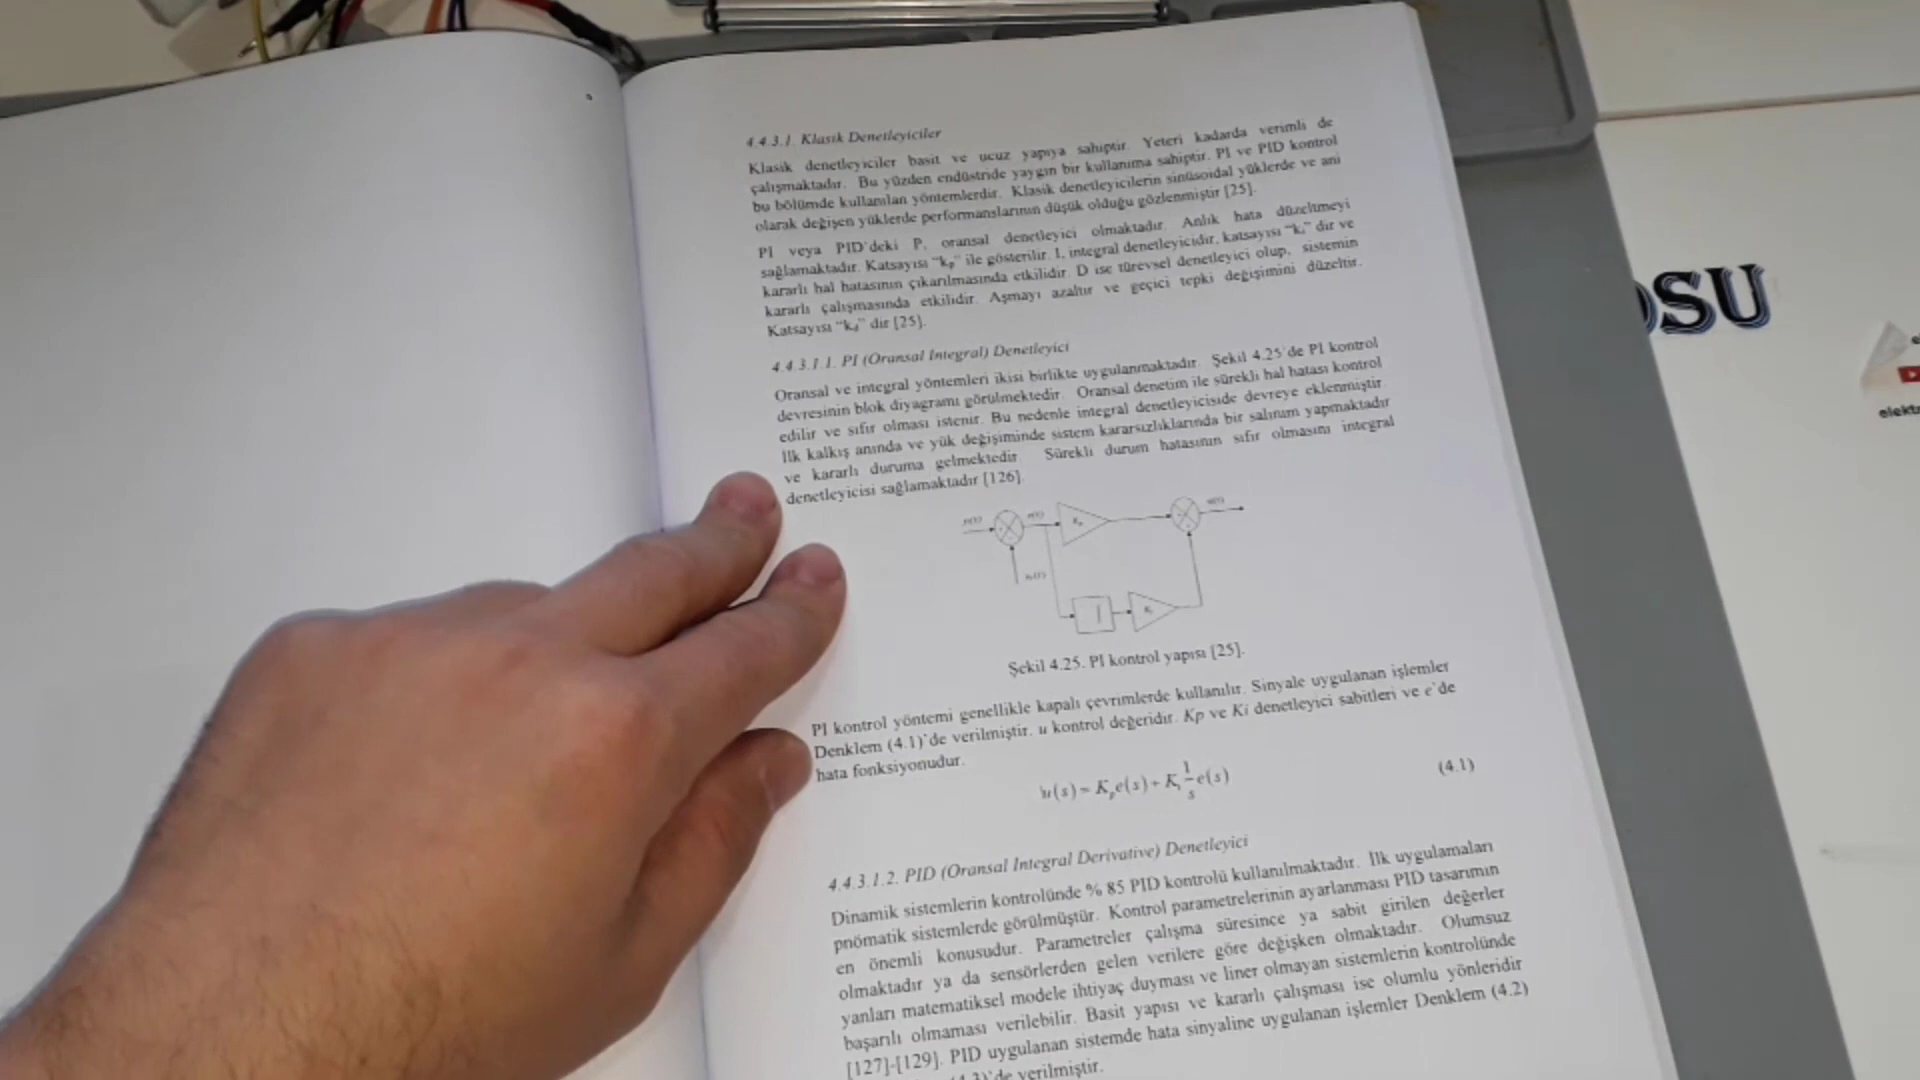 4.4.3.1. Klasik Denetleyiciler
Klasik denetleyiciler basit ve ucuz yapıya sahiptir. Yeteri kadarda verimli de
çalışmaktadır. Bu yüzden endüstride yaygın bir kullanıma sahiptir. PI ve PID kontrol
bu bölümde kullanılan yöntemlerdir. Klasik denetleyicilerin sinüsoidal yüklerde ve ani
olarak değişen yüklerde performanslarının düşük olduğu gözlenmiştir [25].
PI veya PID'deki P, oransal denetleyici olmaktadır. Anlık hata düzeltmeyi
sağlamaktadır. Katsayısı "kp" ile gösterilir. I, integral denetleyicidir, katsayısı "ki" dir ve
kararlı hal hatasının çıkarılmasında etkilidir. D ise türevsel denetleyici olup, sistemin
kararlı çalışmasında etkilidir. Aşmayı azaltır ve geçici tepki değişimini düzeltir.
Katsayısı "kd" dir [25].
4.4.3.1.1. PI (Oransal Integral) Denetleyici
Oransal ve integral yöntemleri ikisi birlikte uygulanmaktadır. Şekil 4.25'de PI kontrol
devresinin blok diyagramı görülmektedir. Oransal denetim ile sürekli hal hatası kontrol
edilir ve sıfır olması istenir. Bu nedenle integral denetleyiciside devreye eklenmiştir.
İlk kalkış anında ve yük değişiminde sistem kararsızlıklarında bir salınım yapmaktadır
ve kararlı duruma gelmektedir. Sürekli durum hatasının sıfır olmasını integral
denetleyicisi sağlamaktadır [126].
Kp
Ki
Şekil 4.25. PI kontrol yapısı [25].
PI kontrol yöntemi genellikle kapalı çevrimlerde kullanılır. Sinyale uygulanan işlemler
Denklem (4.1)'de verilmiştir. u kontrol değeridir. Kp ve Ki denetleyici sabitleri ve e'de
hata fonksiyonudur.
u(s) = Kp e(s) + Ki 1/s e(s) (4.1)
4.4.3.1.2. PID (Oransal Integral Derivative) Denetleyici
Dinamik sistemlerin kontrolünde % 85 PID kontrolü kullanılmaktadır. İlk uygulamaları
pnömatik sistemlerde görülmüştür. Kontrol parametrelerinin ayarlanması PID tasarımın
en önemli konusudur. Parametreler çalışma süresince ya sabit girilen değerler
olmaktadır ya da sensörlerden gelen verilere göre değişken olmaktadır. Olumsuz
yanları matematiksel modele ihtiyaç duyması ve liner olmayan sistemlerin kontrolünde
başarılı olmaması verilebilir. Basit yapısı ve kararlı çalışması ise olumlu yönleridir
[127]-[129]. PID uygulanan sistemde hata sinyaline uygulanan işlemler Denklem (4.2)
'de verilmiştir.
OSU
elektr